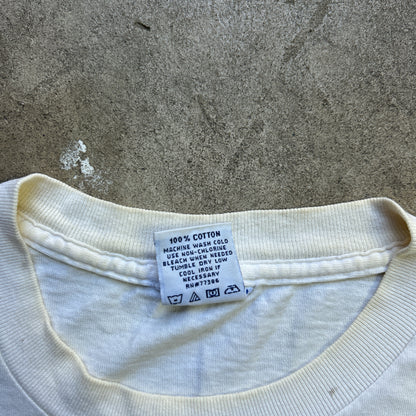 100% COTTON
MACHINE WASH COLD
USE NON-CHLORINE
BLEACH WHEN NEEDED
TUMBLE DRY LOW
COOL IRON IF
NECESSARY
RN#77306